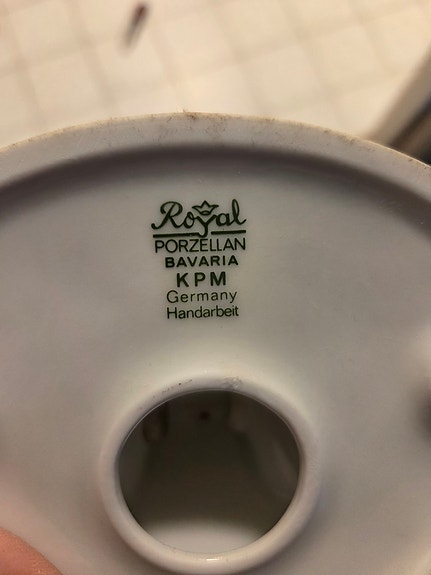 Royal
PORZELLAN
BAVARIA
KPM
Germany
Handarbeit